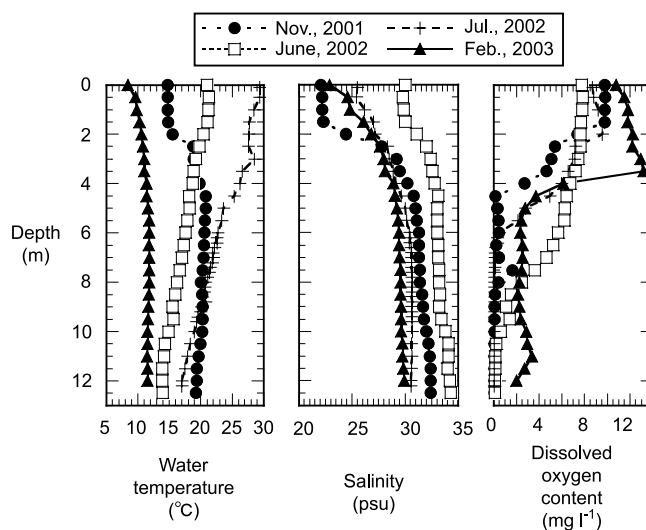 Nov., 2001
Jul., 2002
June, 2002
Feb., 2003
0
2
4
6
8
10
12
Depth
(m)
5 10 15 20 25 30
20 25 30 35
0 4 8 12
Water
temperature
(°C)
Salinity
(psu)
Dissolved
oxygen
content
(mg l-1)